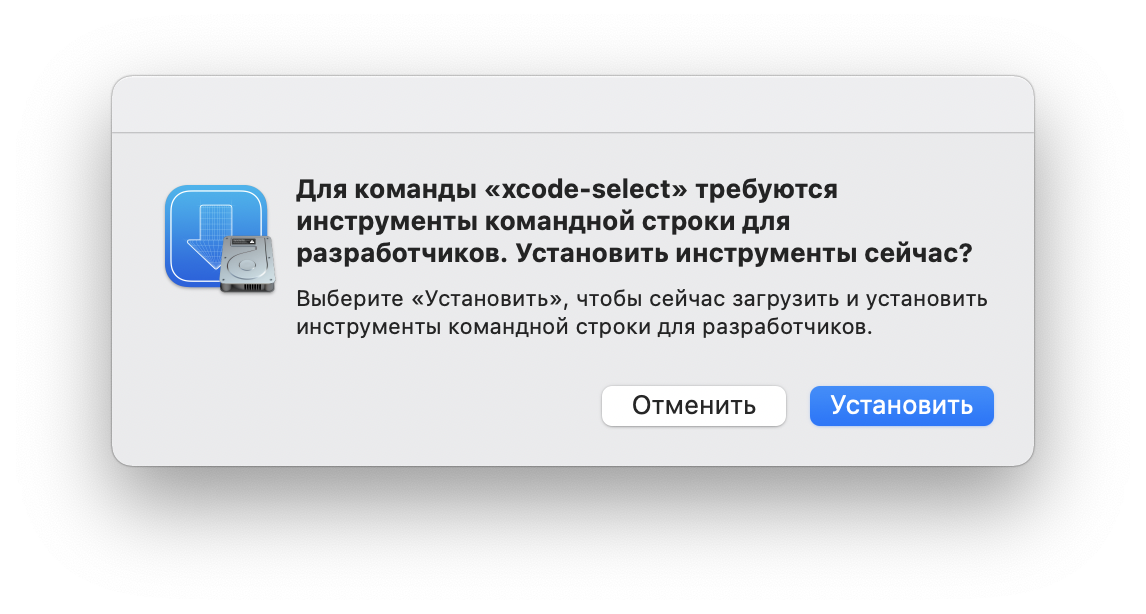 Для команды «xcode-select» требуются
инструменты командной строки для
разработчиков. Установить инструменты сейчас?
Выберите «Установить», чтобы сейчас загрузить и установить
инструменты командной строки для разработчиков.
Отменить
Установить